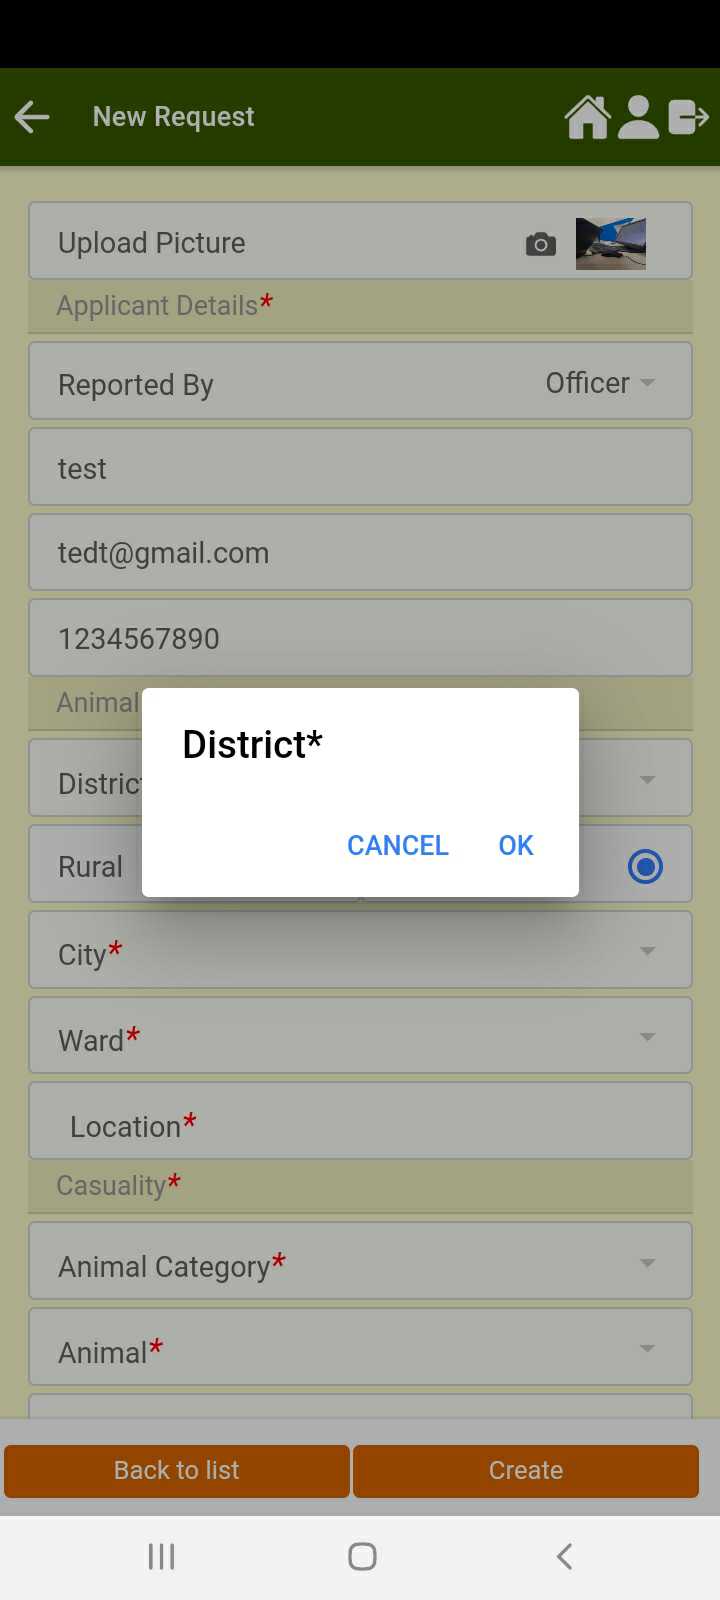 New Request
Upload Picture
Applicant Details*
Reported By Officer
test
tedt@gmail.com
1234567890
Animal
District*
District
CANCEL OK
Rural
City*
Ward*
Location*
Casuality*
Animal Category*
Animal*
Back to list Create